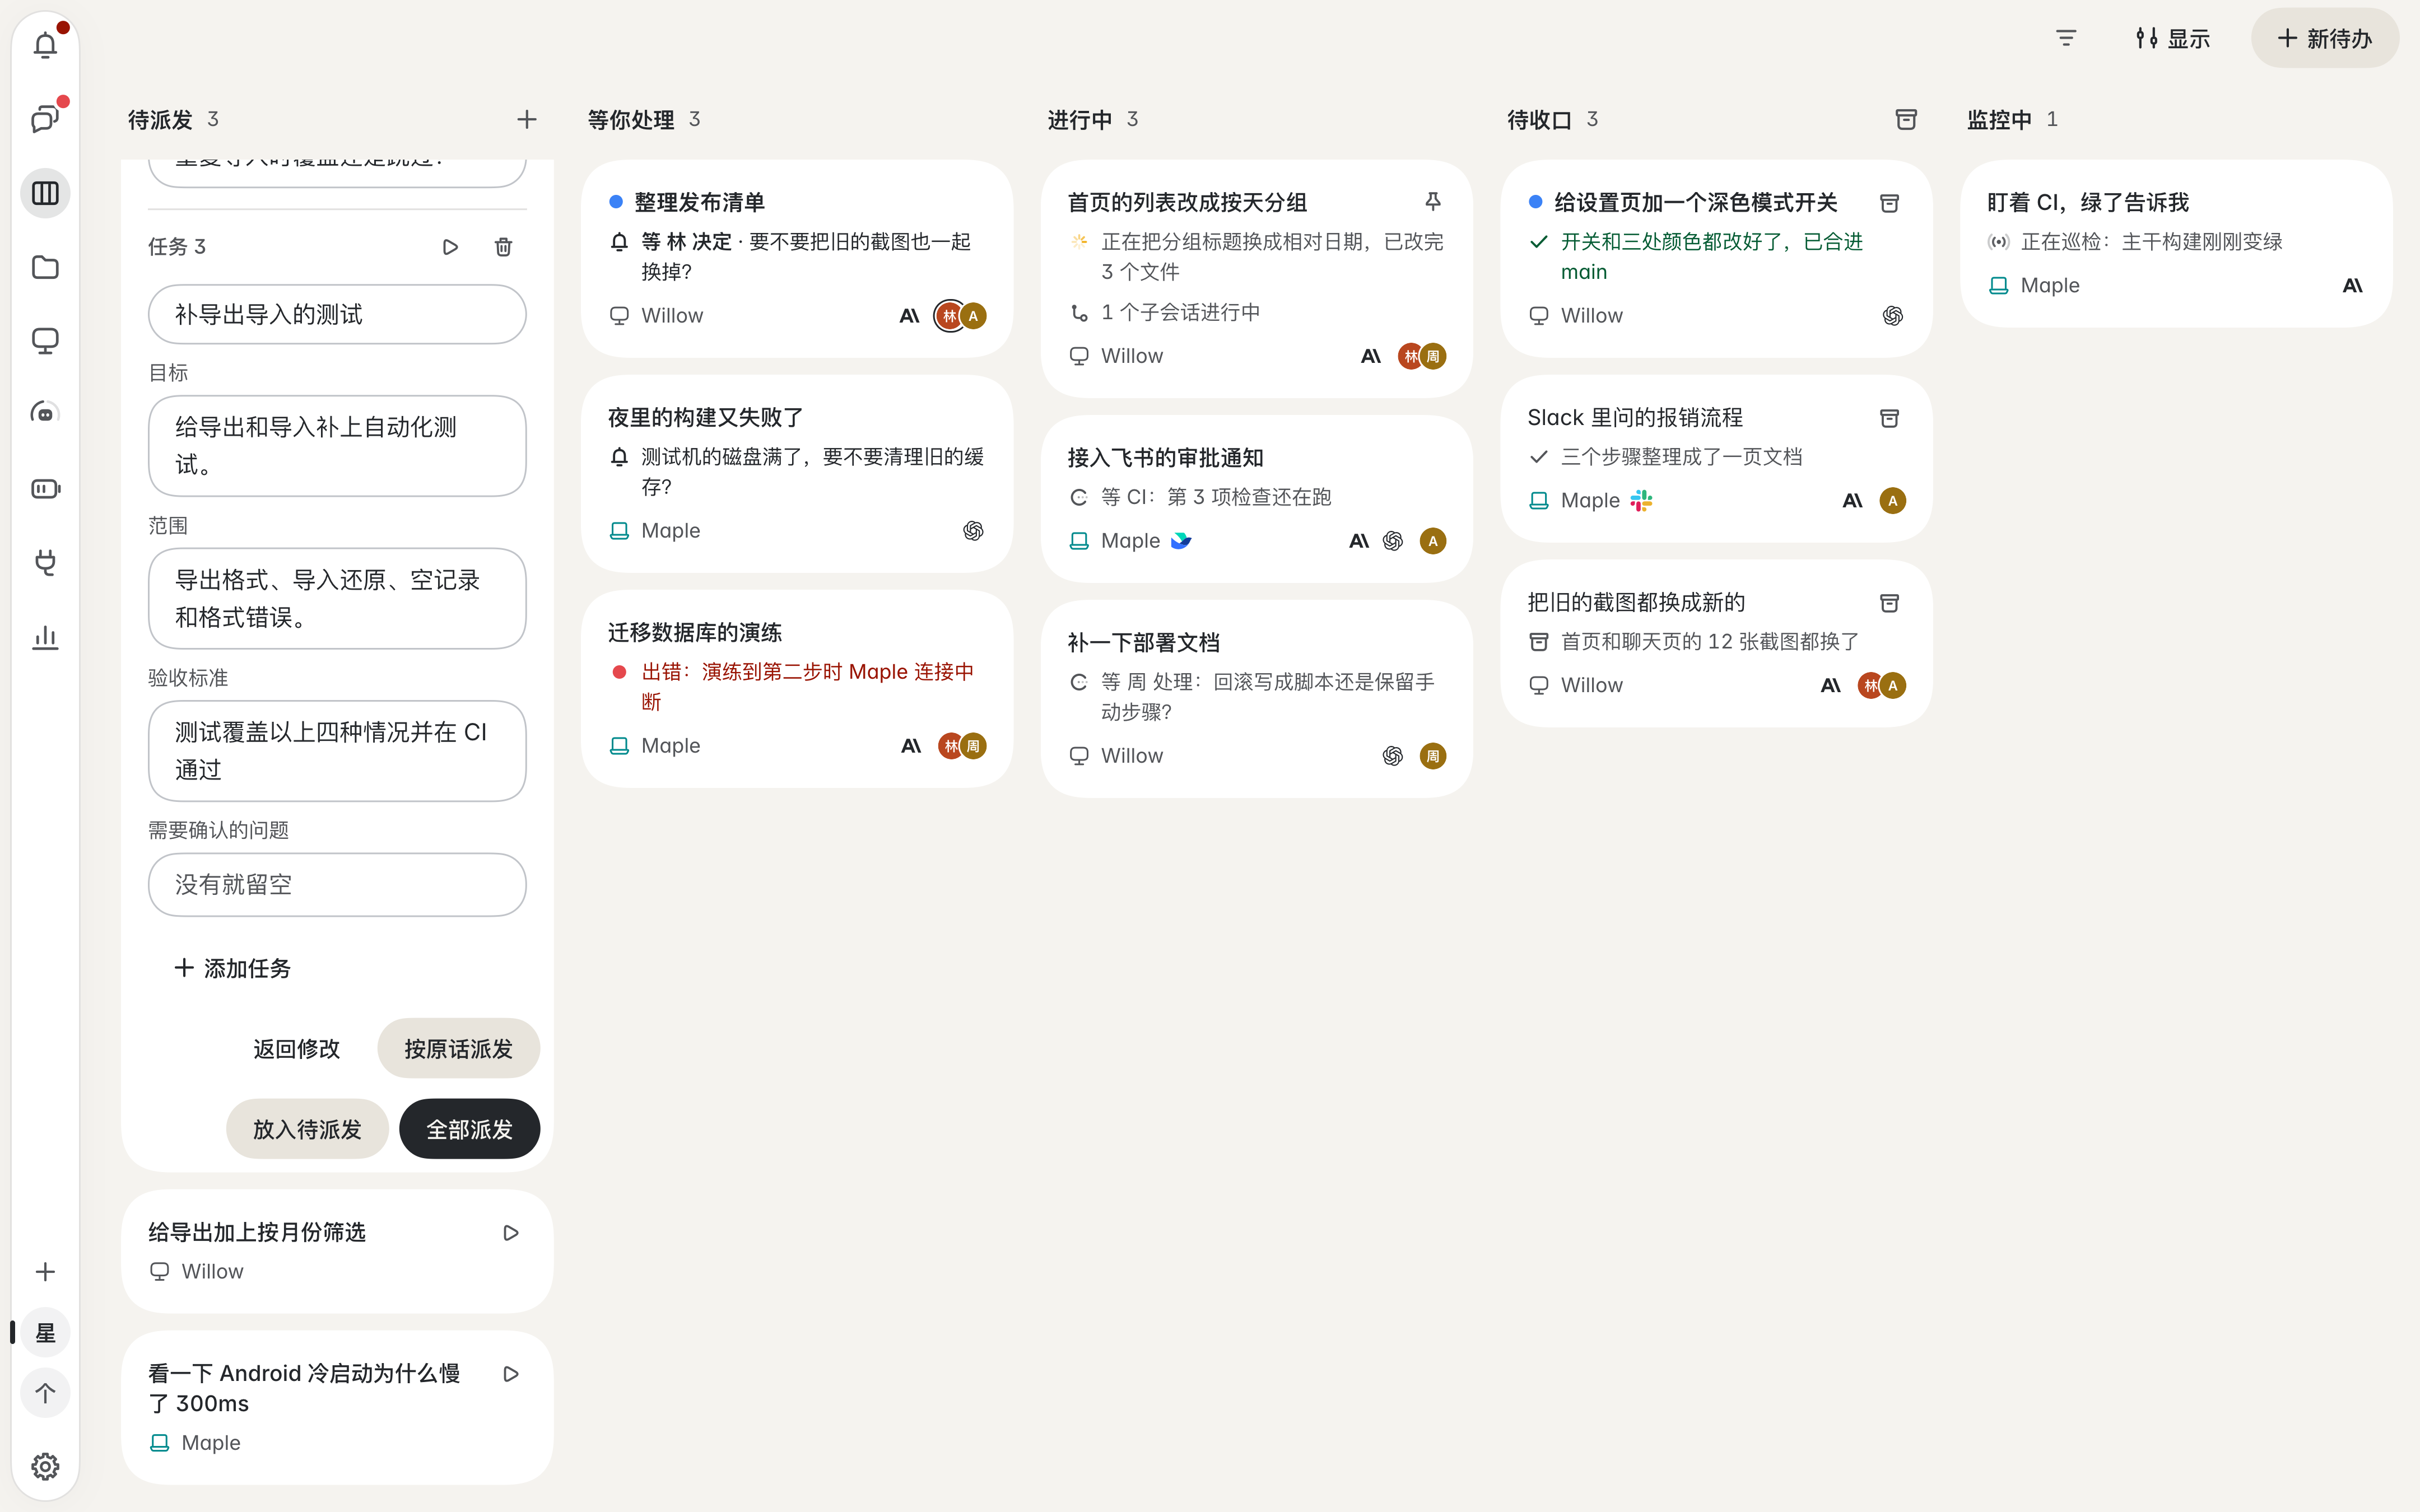 显示
新待办
待派发 3
重复导入时覆盖还是跳过？
任务 3
补导出导入的测试
目标
给导出和导入补上自动化测
试。
范围
导出格式、导入还原、空记录
和格式错误。
验收标准
测试覆盖以上四种情况并在 CI
通过
需要确认的问题
没有就留空
添加任务
返回修改
按原话派发
放入待派发
全部派发
给导出加上按月份筛选
Willow
看一下 Android 冷启动为什么慢
了 300ms
Maple
等你处理 3
整理发布清单
等 林 决定 · 要不要把旧的截图也一起
换掉？
Willow
林
A
夜里的构建又失败了
测试机的磁盘满了，要不要清理旧的缓
存？
Maple
迁移数据库的演练
出错：演练到第二步时 Maple 连接中
断
Maple
林
周
进行中 3
首页的列表改成按天分组
正在把分组标题换成相对日期，已改完
3 个文件
1 个子会话进行中
Willow
林
周
接入飞书的审批通知
等 CI：第 3 项检查还在跑
Maple
A
补一下部署文档
等 周 处理：回滚写成脚本还是保留手
动步骤？
Willow
周
待收口 3
给设置页加一个深色模式开关
开关和三处颜色都改好了，已合进
main
Willow
Slack 里问的报销流程
三个步骤整理成了一页文档
Maple
A
把旧的截图都换成新的
首页和聊天页的 12 张截图都换了
Willow
林
A
监控中 1
盯着 CI，绿了告诉我
正在巡检：主干构建刚刚变绿
Maple
星
个